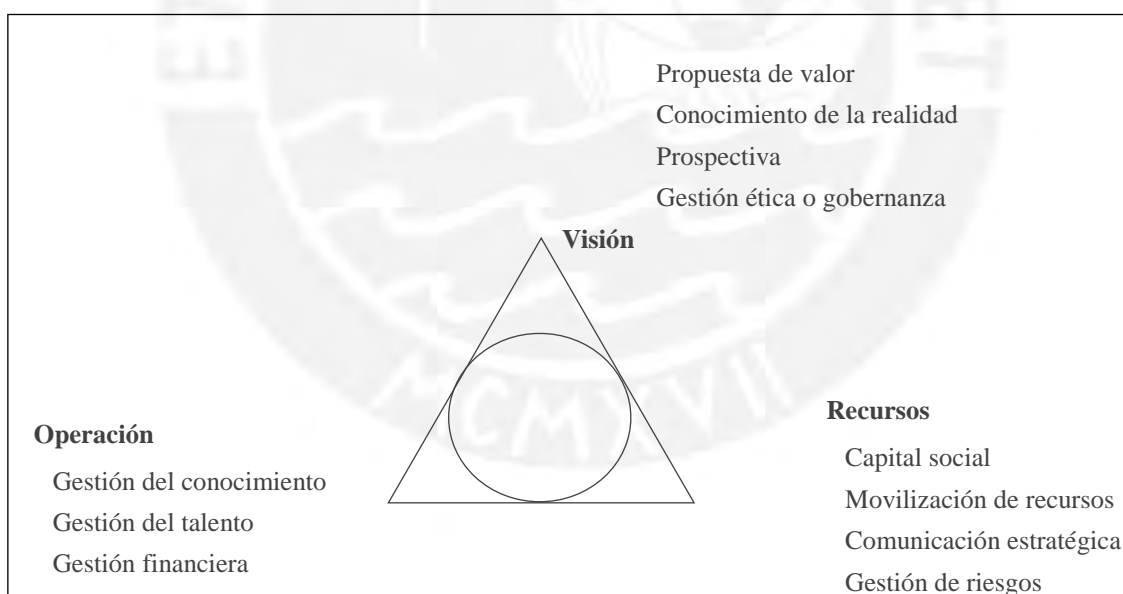 Propuesta de valor
Conocimiento de la realidad
Prospectiva
Gestión ética o gobernanza
Visión
Operación
Gestión del conocimiento
Gestión del talento
Gestión financiera
Recursos
Capital social
Movilización de recursos
Comunicación estratégica
Gestión de riesgos
MCMXVII